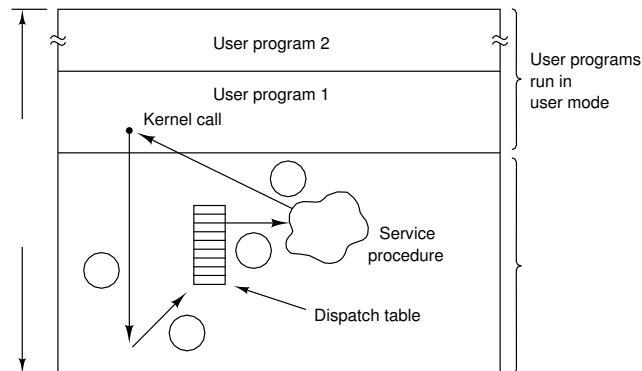 User program 2
User program 1
Kernel call
User programs
run in
user mode
Service
procedure
Dispatch table